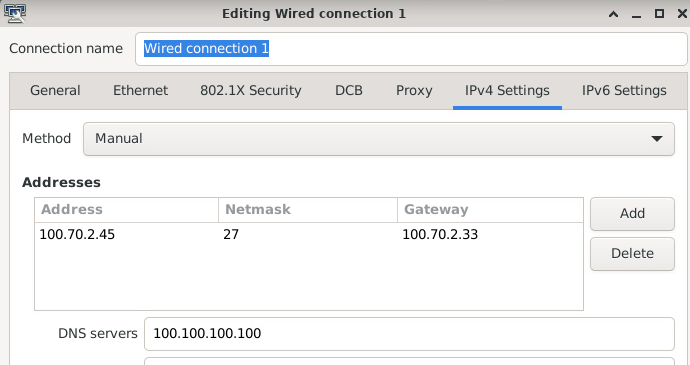 Editing Wired connection 1
Connection name Wired connection 1
General Ethernet 802.1X Security DCB Proxy IPv4 Settings IPv6 Settings
Method Manual
Addresses
Address Netmask Gateway
Add
100.70.2.45 27 100.70.2.33
Delete
DNS servers 100.100.100.100